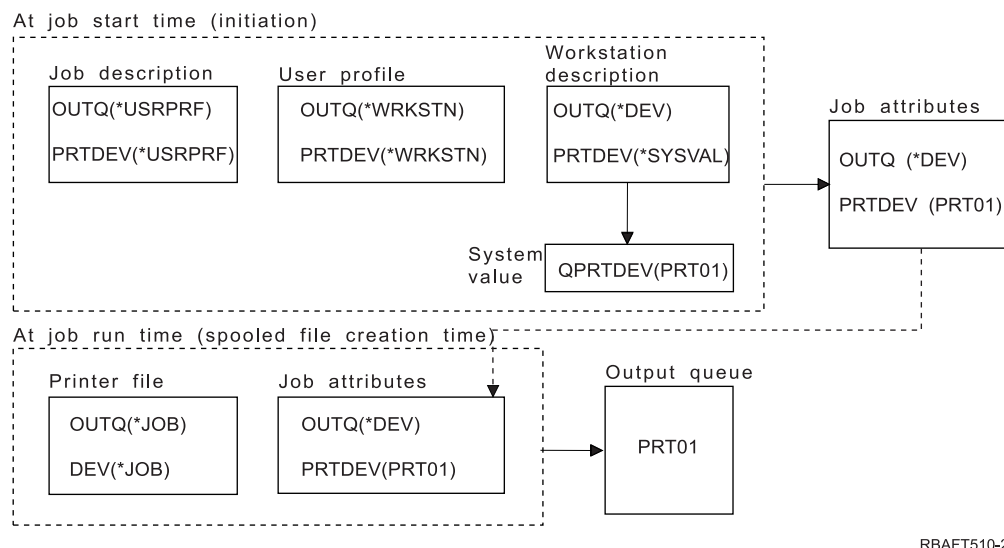 At job start time (initiation)
Job description
OUTQ(*USRPRF)
PRTDEV(*USRPRF)
User profile
OUTQ(*WRKSTN)
PRTDEV(*WRKSTN)
Workstation
description
OUTQ(*DEV)
PRTDEV(*SYSVAL)
System
value
QPRTDEV(PRT01)
Job attributes
OUTQ (*DEV)
PRTDEV (PRT01)
At job run time (spooled file creation time)
Printer file
OUTQ(*JOB)
DEV(*JOB)
Job attributes
OUTQ(*DEV)
PRTDEV(PRT01)
Output queue
PRT01
RBAFT510-2